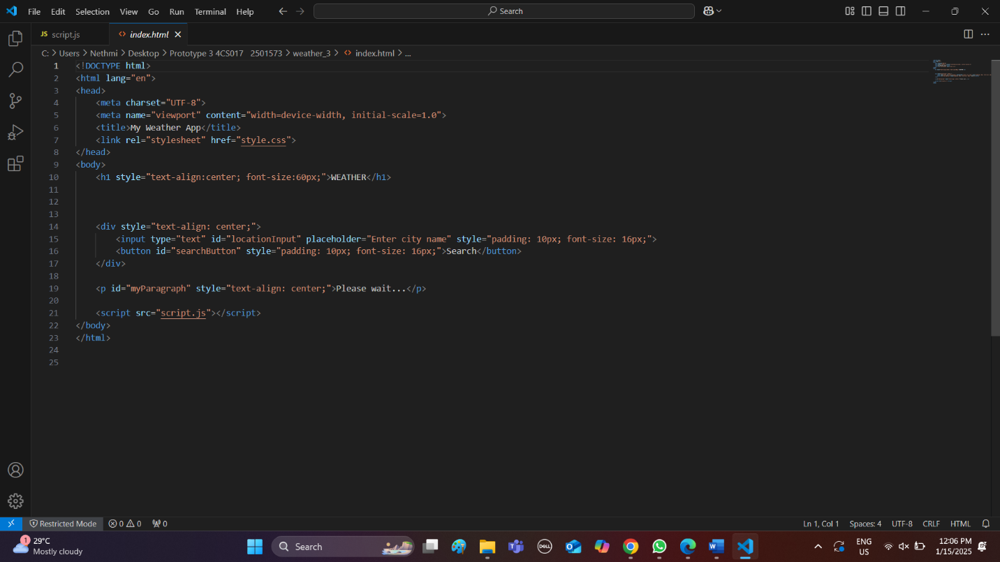 File Edit Selection View Go Run Terminal Help Search
JS script.js <> index.html
C: > Users > Nethmi > Desktop > Prototype 3 4CS017 2501573 > weather_3 > <> index.html > ...
1 <!DOCTYPE html>
2 <html lang="en">
3 <head>
4     <meta charset="UTF-8">
5     <meta name="viewport" content="width=device-width, initial-scale=1.0">
6     <title>My Weather App</title>
7     <link rel="stylesheet" href="style.css">
8 </head>
9 <body>
10     <h1 style="text-align:center; font-size:60px;">WEATHER</h1>
11
12
13
14     <div style="text-align: center;">
15         <input type="text" id="locationInput" placeholder="Enter city name" style="padding: 10px; font-size: 16px;">
16         <button id="searchButton" style="padding: 10px; font-size: 16px;">Search</button>
17     </div>
18
19     <p id="myParagraph" style="text-align: center;">Please wait...</p>
20
21     <script src="script.js"></script>
22 </body>
23 </html>
24
25
Restricted Mode 0 0 0 Ln 1, Col 1 Spaces: 4 UTF-8 CRLF HTML
1 29°C Search DELL ENG 12:06 PM
Mostly cloudy US 1/15/2025